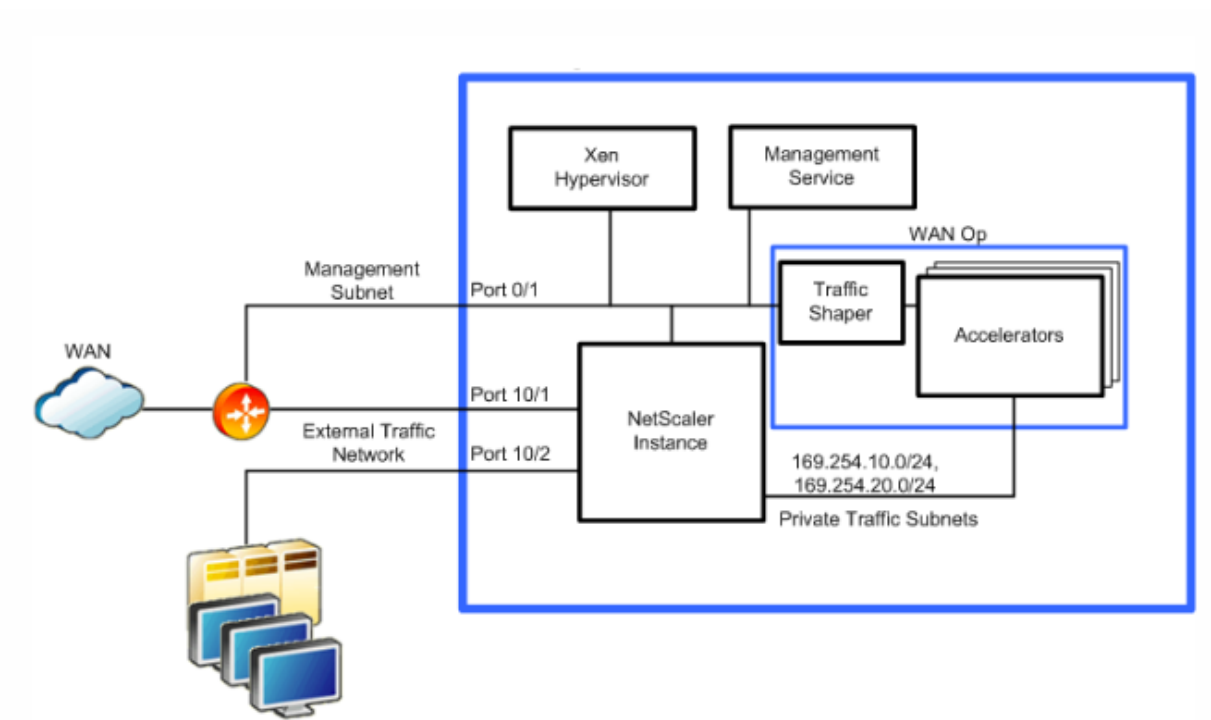 Xen
Hypervisor
Management
Service
WAN Op
Management
Subnet
Port 0/1
Traffic
Shaper
Accelerators
WAN
Port 10/1
NetScaler
Instance
External Traffic
Network
Port 10/2
169.254.10.0/24,
169.254.20.0/24
Private Traffic Subnets